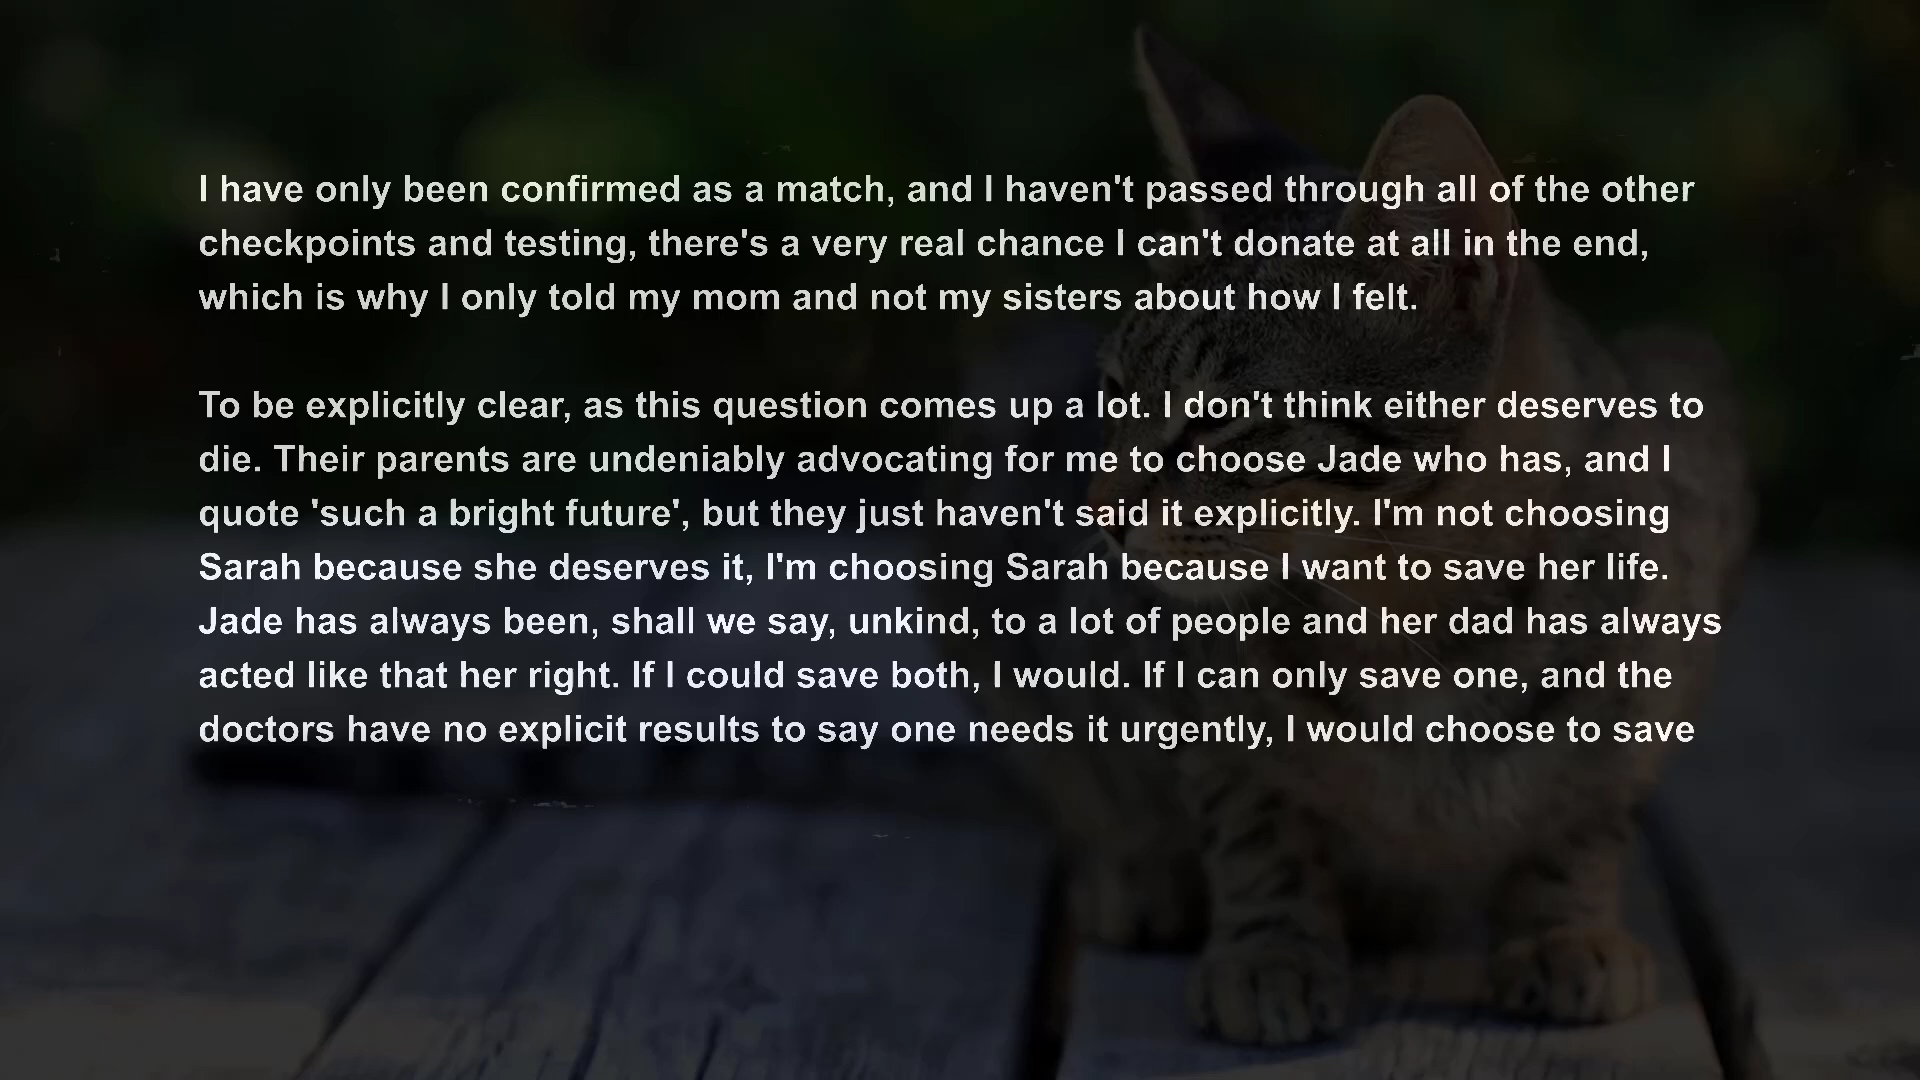 I have only been confirmed as a match, and I haven't passed through all of the other
checkpoints and testing, there's a very real chance I can't donate at all in the end,
which is why I only told my mom and not my sisters about how I felt.
To be explicitly clear, as this question comes up a lot. I don't think either deserves to
die. Their parents are undeniably advocating for me to choose Jade who has, and I
quote 'such a bright future', but they just haven't said it explicitly. I'm not choosing
Sarah because she deserves it, I'm choosing Sarah because I want to save her life.
Jade has always been, shall we say, unkind, to a lot of people and her dad has always
acted like that her right. If I could save both, I would. If I can only save one, and the
doctors have no explicit results to say one needs it urgently, I would choose to save